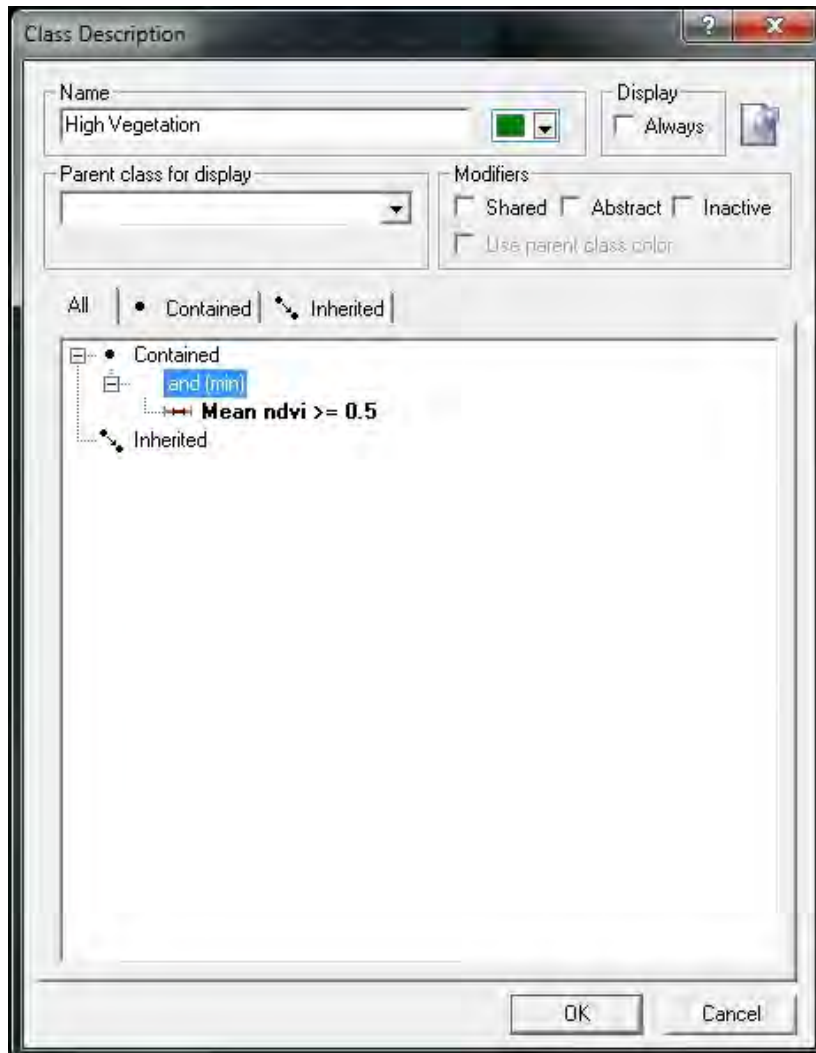 Class Description
?
X
Name
High Vegetation
Display
Always
Parent class for display
Modifiers
Shared
Abstract
Inactive
Use parent class color
All
Contained
Inherited
Contained
and (min)
Mean ndvi >= 0.5
Inherited
OK
Cancel